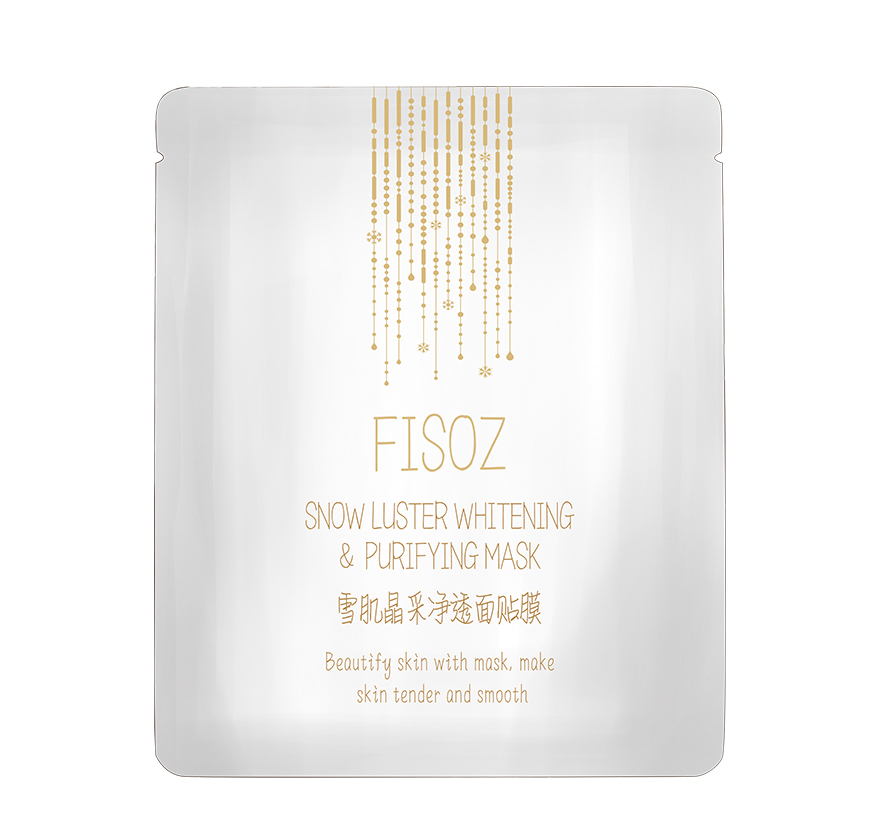 FISOZ
SNOW LUSTER WHITENING
& PURIFYING MASK
雪肌晶采净透面贴膜
Beautify skin with mask, make
skin tender and smooth